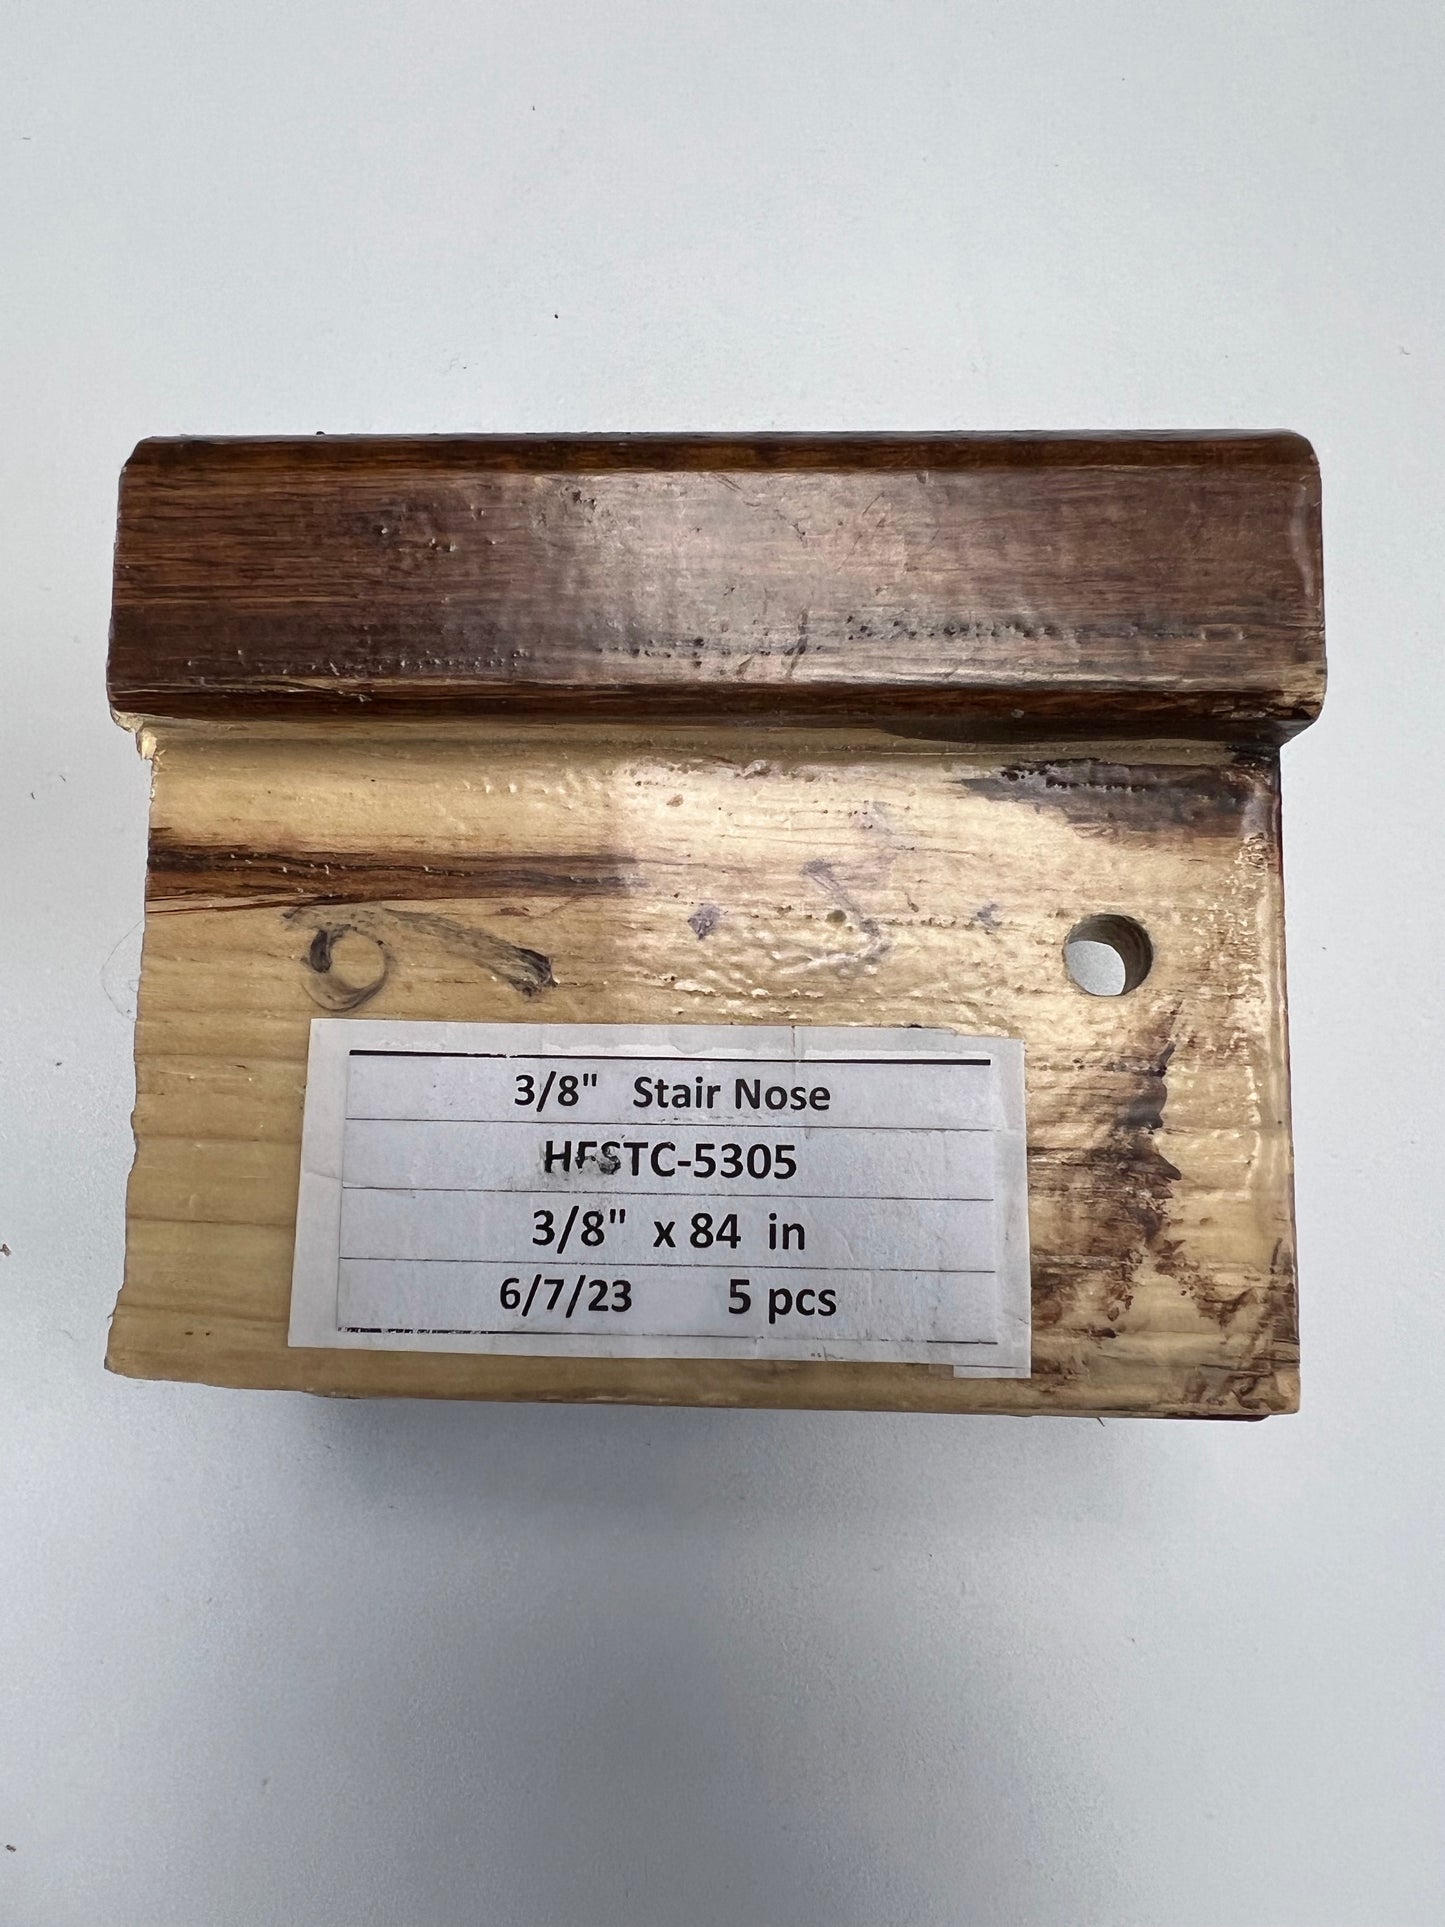 3/8" Stair Nose
HFSTC-5305
3/8" x 84 in
6/7/23 5 pcs